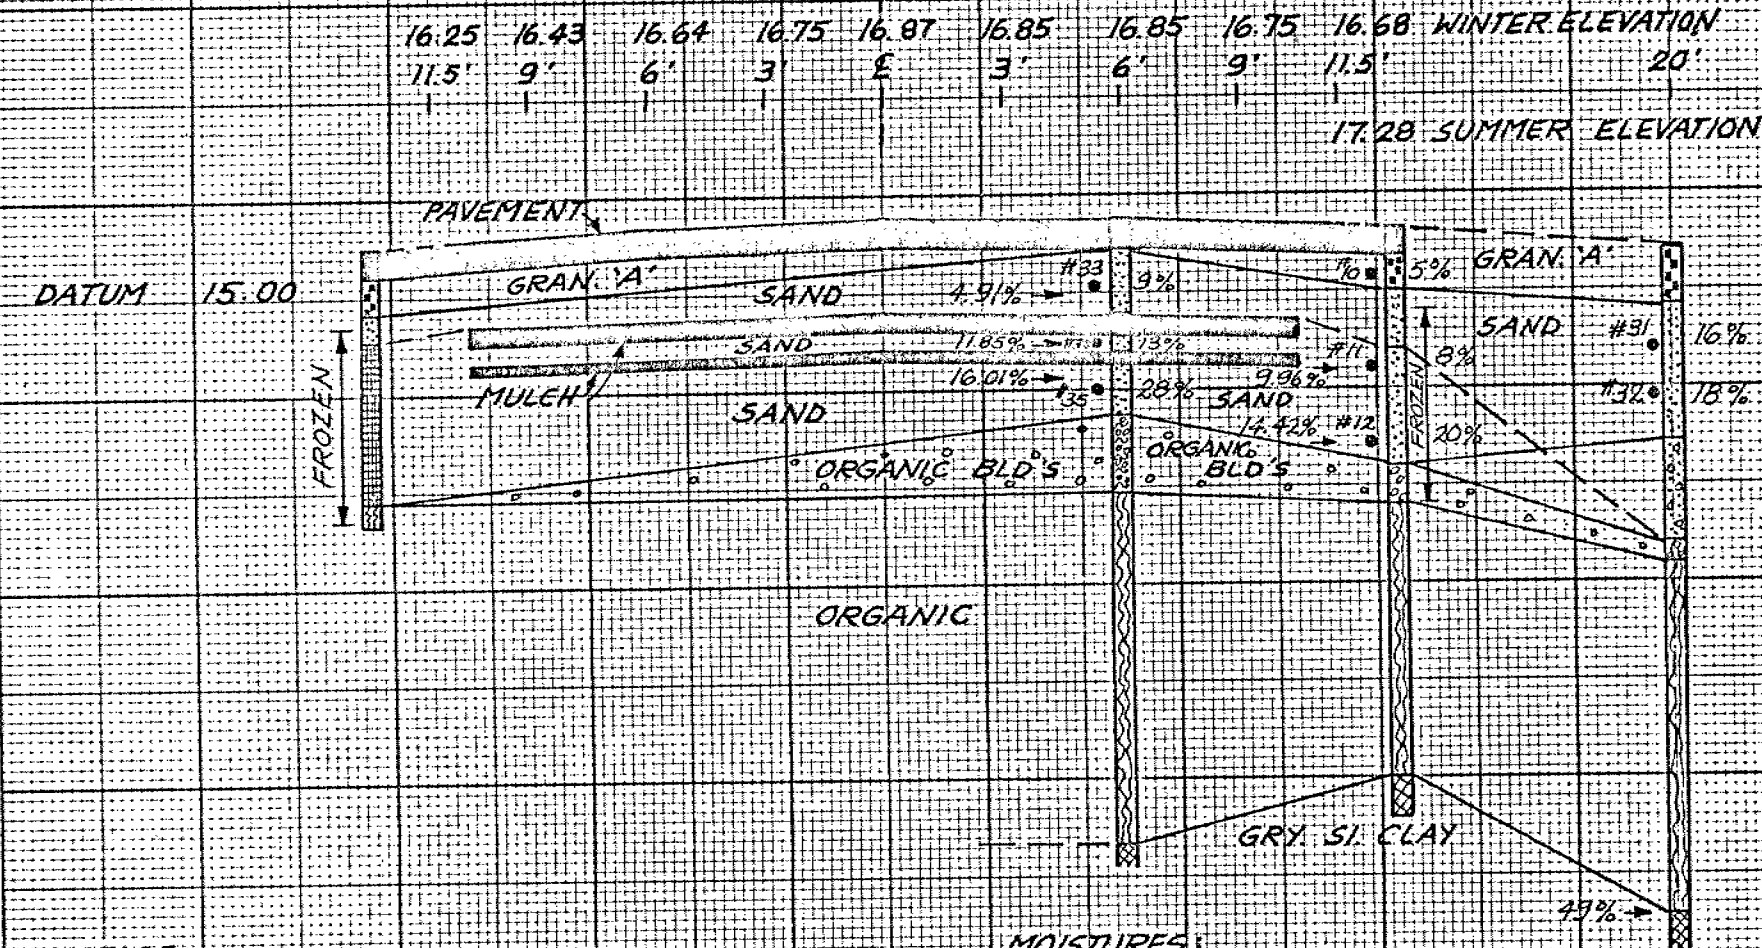 16.25 16.43 16.64 16.75 16.87 16.85 16.85 16.75 16.68 WINTER ELEVATION
11.5' 9' 6' 3' ℄ 3' 6' 9' 11.5' 20'
17.28 SUMMER ELEVATION
PAVEMENT
GRAN. 'A' #33 9% #10 5% GRAN. 'A'
DATUM 15.00 SAND 4.91%
SAND #31 16%
SAND 11.85% 13% #11 8%
MULCH 16.01% 9.96%
FROZEN #35 28% SAND FROZEN #32 18%
SAND 14.42% #12 20%
ORGANIC BLD'S ORGANIC BLD'S
ORGANIC
GRY. SI. CLAY
49%
MOISTURES: